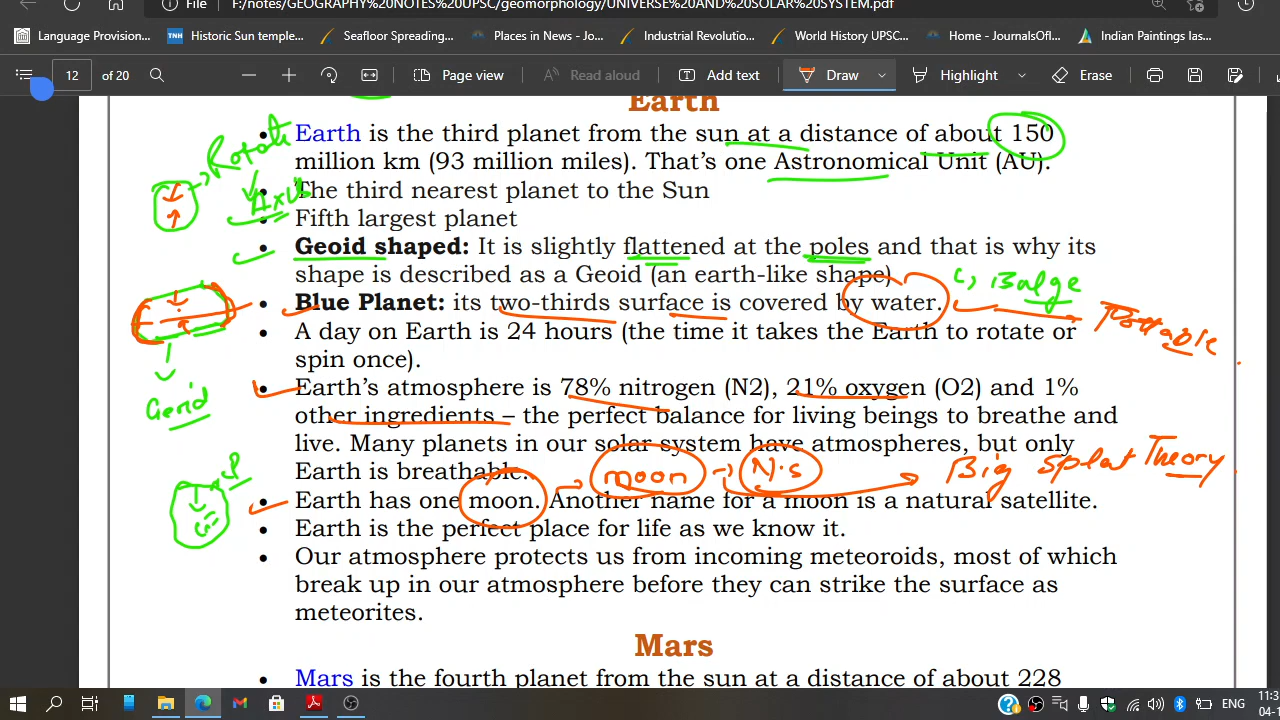 File F:/notes/GEOGRAPHY%20NOTES%20UPSC/geomorphology/UNIVERSE%20AND%20SOLAR%20SYSTEM.pdf
Language Provision... Historic Sun temple... Seafloor Spreading... Places in News - Jo... Industrial Revolutio... World History UPSC... Home - JournalsOfI... Indian Paintings (as...
12 of 20 Page view Read aloud Add text Draw Highlight Erase
Earth
• Earth is the third planet from the sun at a distance of about 150
million km (93 million miles). That's one Astronomical Unit (AU).
Axis
• The third nearest planet to the Sun
• Fifth largest planet
• Geoid shaped: It is slightly flattened at the poles and that is why its
shape is described as a Geoid (an earth-like shape)
Balge
• Blue Planet: its two-thirds surface is covered by water.
Pottable
• A day on Earth is 24 hours (the time it takes the Earth to rotate or
spin once).
• Earth's atmosphere is 78% nitrogen (N2), 21% oxygen (O2) and 1%
Geoid
other ingredients – the perfect balance for living beings to breathe and
live. Many planets in our solar system have atmospheres, but only
Earth is breathable.
moon N.S Big Splat Theory
• Earth has one moon. Another name for a moon is a natural satellite.
• Earth is the perfect place for life as we know it.
• Our atmosphere protects us from incoming meteoroids, most of which
break up in our atmosphere before they can strike the surface as
meteorites.
Mars
• Mars is the fourth planet from the sun at a distance of about 228
ENG